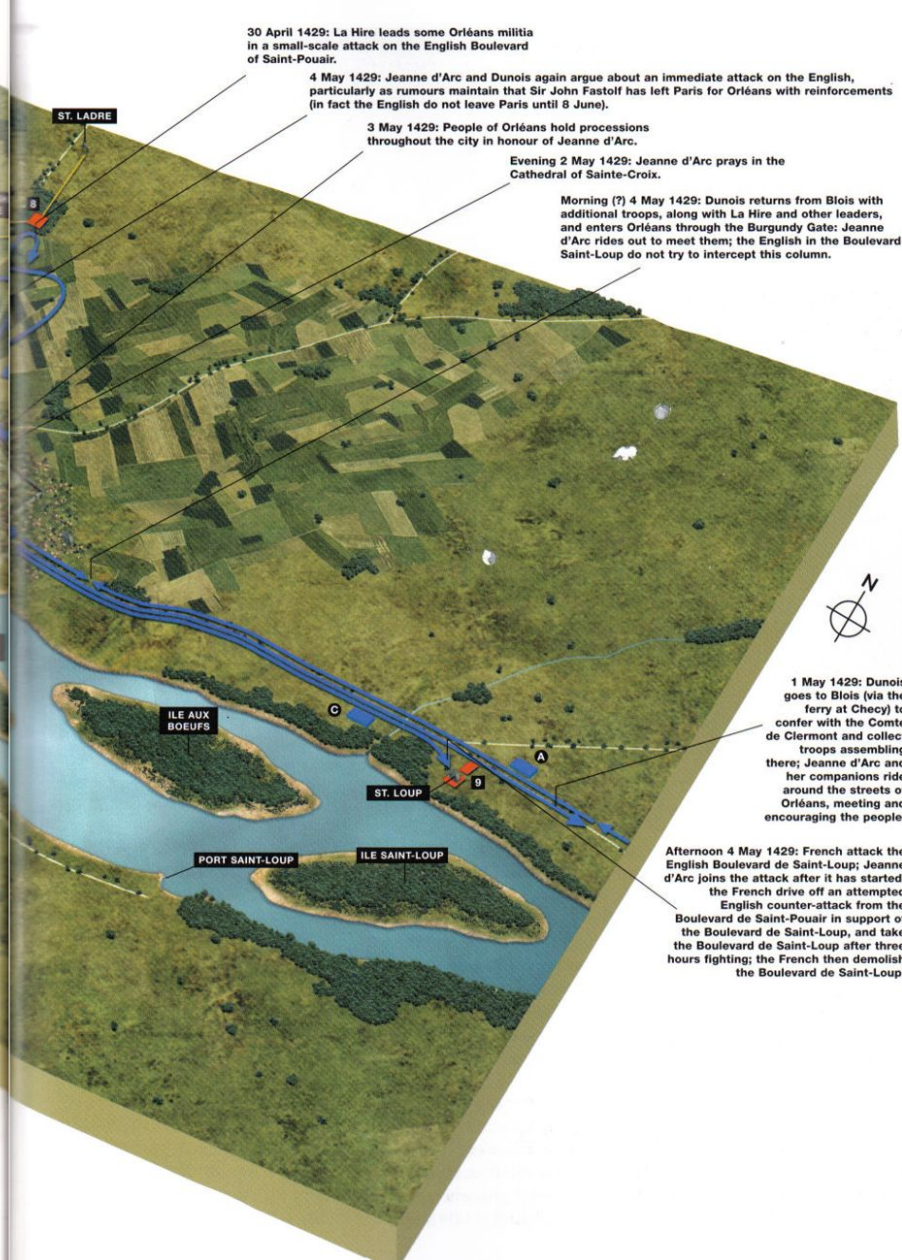 30 April 1429: La Hire leads some Orléans militia
in a small-scale attack on the English Boulevard
of Saint-Pouair.
4 May 1429: Jeanne d'Arc and Dunois again argue about an immediate attack on the English,
particularly as rumours maintain that Sir John Fastolf has left Paris for Orléans with reinforcements
(in fact the English do not leave Paris until 8 June).
ST. LADRE
3 May 1429: People of Orléans hold processions
throughout the city in honour of Jeanne d'Arc.
Evening 2 May 1429: Jeanne d'Arc prays in the
Cathedral of Sainte-Croix.
8
Morning (?) 4 May 1429: Dunois returns from Blois with
additional troops, along with La Hire and other leaders,
and enters Orléans through the Burgundy Gate: Jeanne
d'Arc rides out to meet them; the English in the Boulevard
Saint-Loup do not try to intercept this column.
N
1 May 1429: Dunois
goes to Blois (via the
ferry at Checy) to
confer with the Comte
de Clermont and collect
troops assembling
there; Jeanne d'Arc and
her companions ride
around the streets of
Orléans, meeting and
encouraging the people
C
ILE AUX
BOEUFS
A
9
ST. LOUP
PORT SAINT-LOUP
ILE SAINT-LOUP
Afternoon 4 May 1429: French attack the
English Boulevard de Saint-Loup; Jeanne
d'Arc joins the attack after it has started
the French drive off an attempted
English counter-attack from the
Boulevard de Saint-Pouair in support of
the Boulevard de Saint-Loup, and take
the Boulevard de Saint-Loup after three
hours fighting; the French then demolish
the Boulevard de Saint-Loup